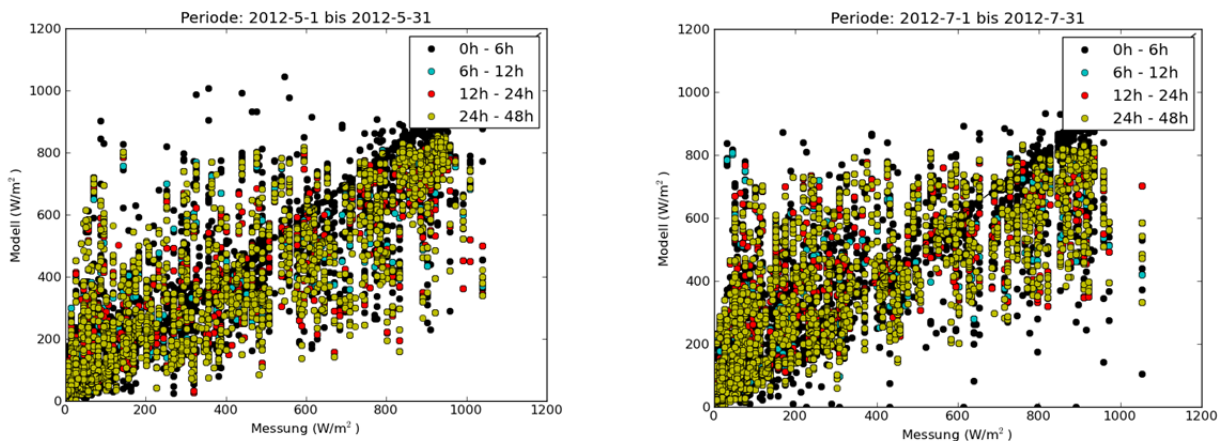 Periode: 2012-5-1 bis 2012-5-31
1200
1000
800
600
400
200
0
0
200
400
600
800
1000
1200
Modell (W/m²)
Messung (W/m²)
0h - 6h
6h - 12h
12h - 24h
24h - 48h
Periode: 2012-7-1 bis 2012-7-31
1200
1000
800
600
400
200
0
0
200
400
600
800
1000
1200
Modell (W/m²)
Messung (W/m²)
0h - 6h
6h - 12h
12h - 24h
24h - 48h